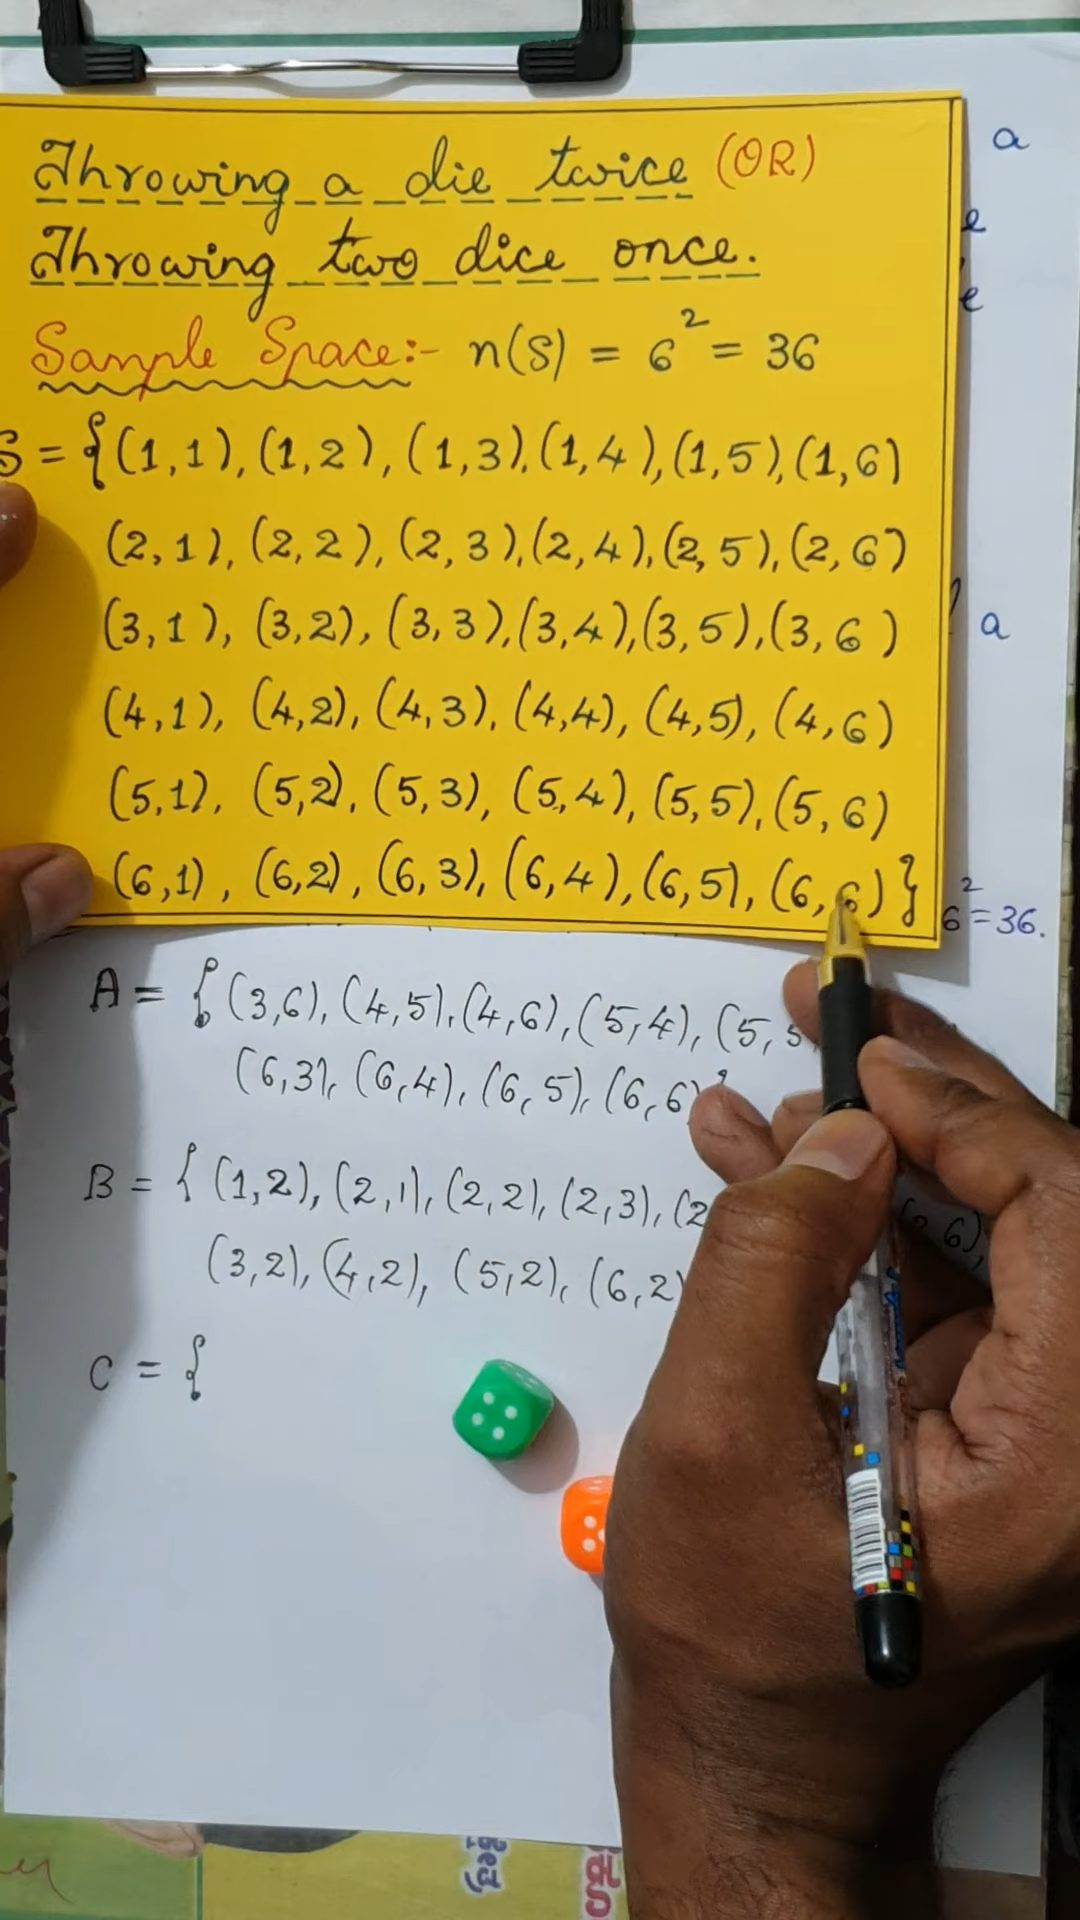 Throwing a die twice (OR)
Throwing two dice once.
Sample Space:- n(S) = 6² = 36
S = {(1,1), (1,2), (1,3), (1,4), (1,5), (1,6)
(2,1), (2,2), (2,3), (2,4), (2,5), (2,6)
(3,1), (3,2), (3,3), (3,4), (3,5), (3,6)
(4,1), (4,2), (4,3), (4,4), (4,5), (4,6)
(5,1), (5,2), (5,3), (5,4), (5,5), (5,6)
(6,1), (6,2), (6,3), (6,4), (6,5), (6,6)}
a
e
e
a
6² = 36.
A = {(3,6), (4,5), (4,6), (5,4), (5,5
(6,3), (6,4), (6,5), (6,6)}
B = {(1,2), (2,1), (2,2), (2,3), (2
(3,2), (4,2), (5,2), (6,2)
C = {